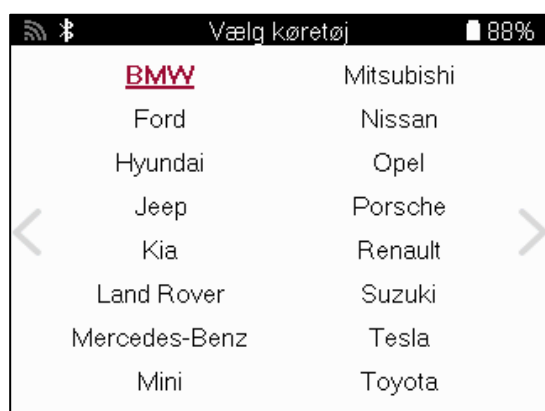 Vælg køretøj 88%
BMW Mitsubishi
Ford Nissan
Hyundai Opel
Jeep Porsche
Kia Renault
Land Rover Suzuki
Mercedes-Benz Tesla
Mini Toyota